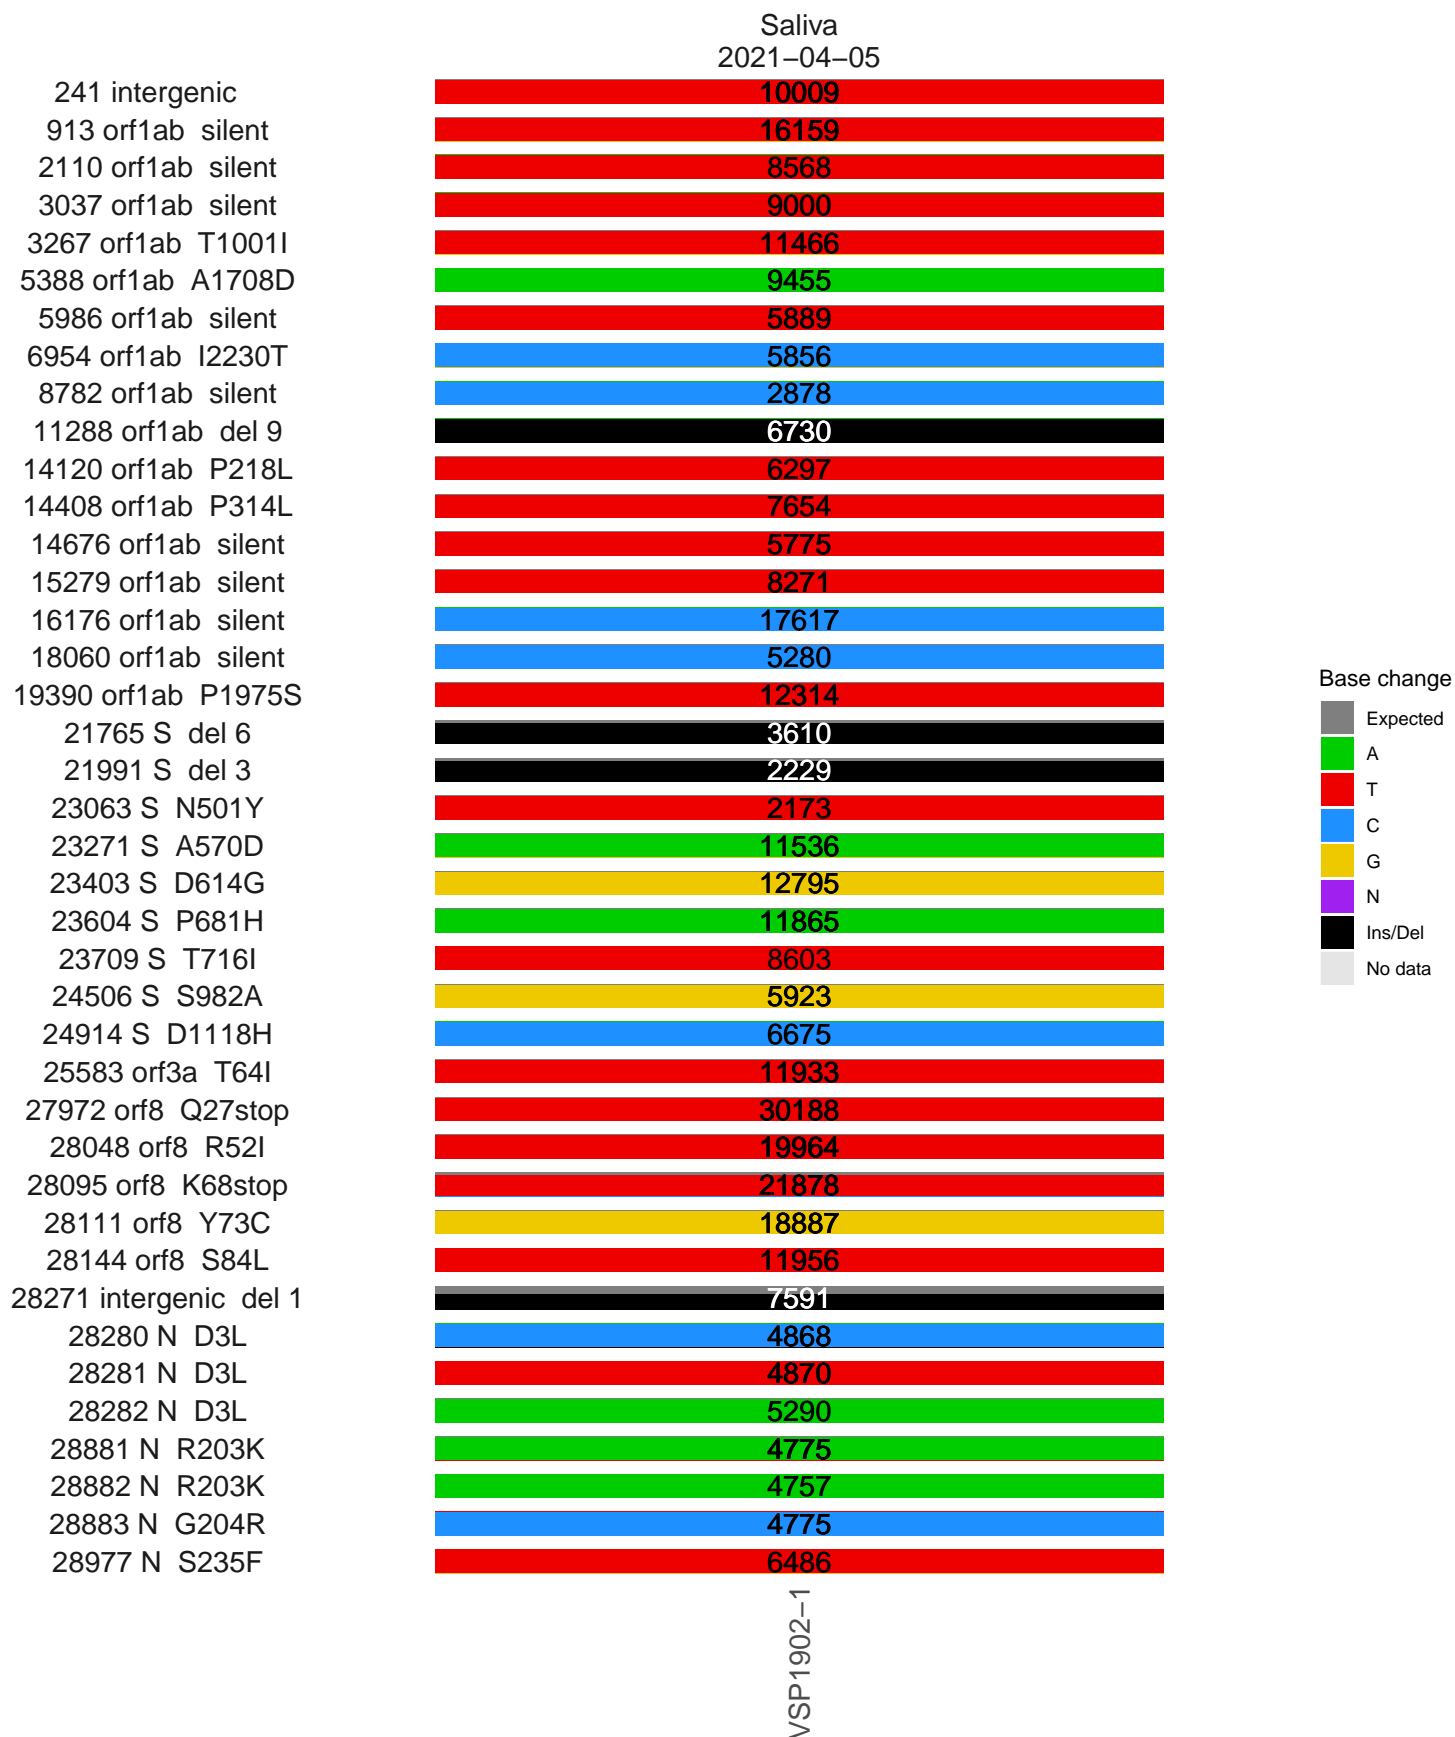 Saliva
2021−04−05
241 intergenic 10009
913 orf1ab silent 16159
2110 orf1ab silent 8568
3037 orf1ab silent 9000
3267 orf1ab T1001I 11466
5388 orf1ab A1708D 9455
5986 orf1ab silent 5889
6954 orf1ab I2230T 5856
8782 orf1ab silent 2878
11288 orf1ab del 9 6730
14120 orf1ab P218L 6297
14408 orf1ab P314L 7654
14676 orf1ab silent 5775
15279 orf1ab silent 8271
16176 orf1ab silent 17617
18060 orf1ab silent 5280
19390 orf1ab P1975S 12314
21765 S del 6 3610
21991 S del 3 2229
23063 S N501Y 2173
23271 S A570D 11536
23403 S D614G 12795
23604 S P681H 11865
23709 S T716I 8603
24506 S S982A 5923
24914 S D1118H 6675
25583 orf3a T64I 11933
27972 orf8 Q27stop 30188
28048 orf8 R52I 19964
28095 orf8 K68stop 21878
28111 orf8 Y73C 18887
28144 orf8 S84L 11956
28271 intergenic del 1 7591
28280 N D3L 4868
28281 N D3L 4870
28282 N D3L 5290
28881 N R203K 4775
28882 N R203K 4757
28883 N G204R 4775
28977 N S235F 6486
VSP1902−1
Base change
Expected
A
T
C
G
N
Ins/Del
No data